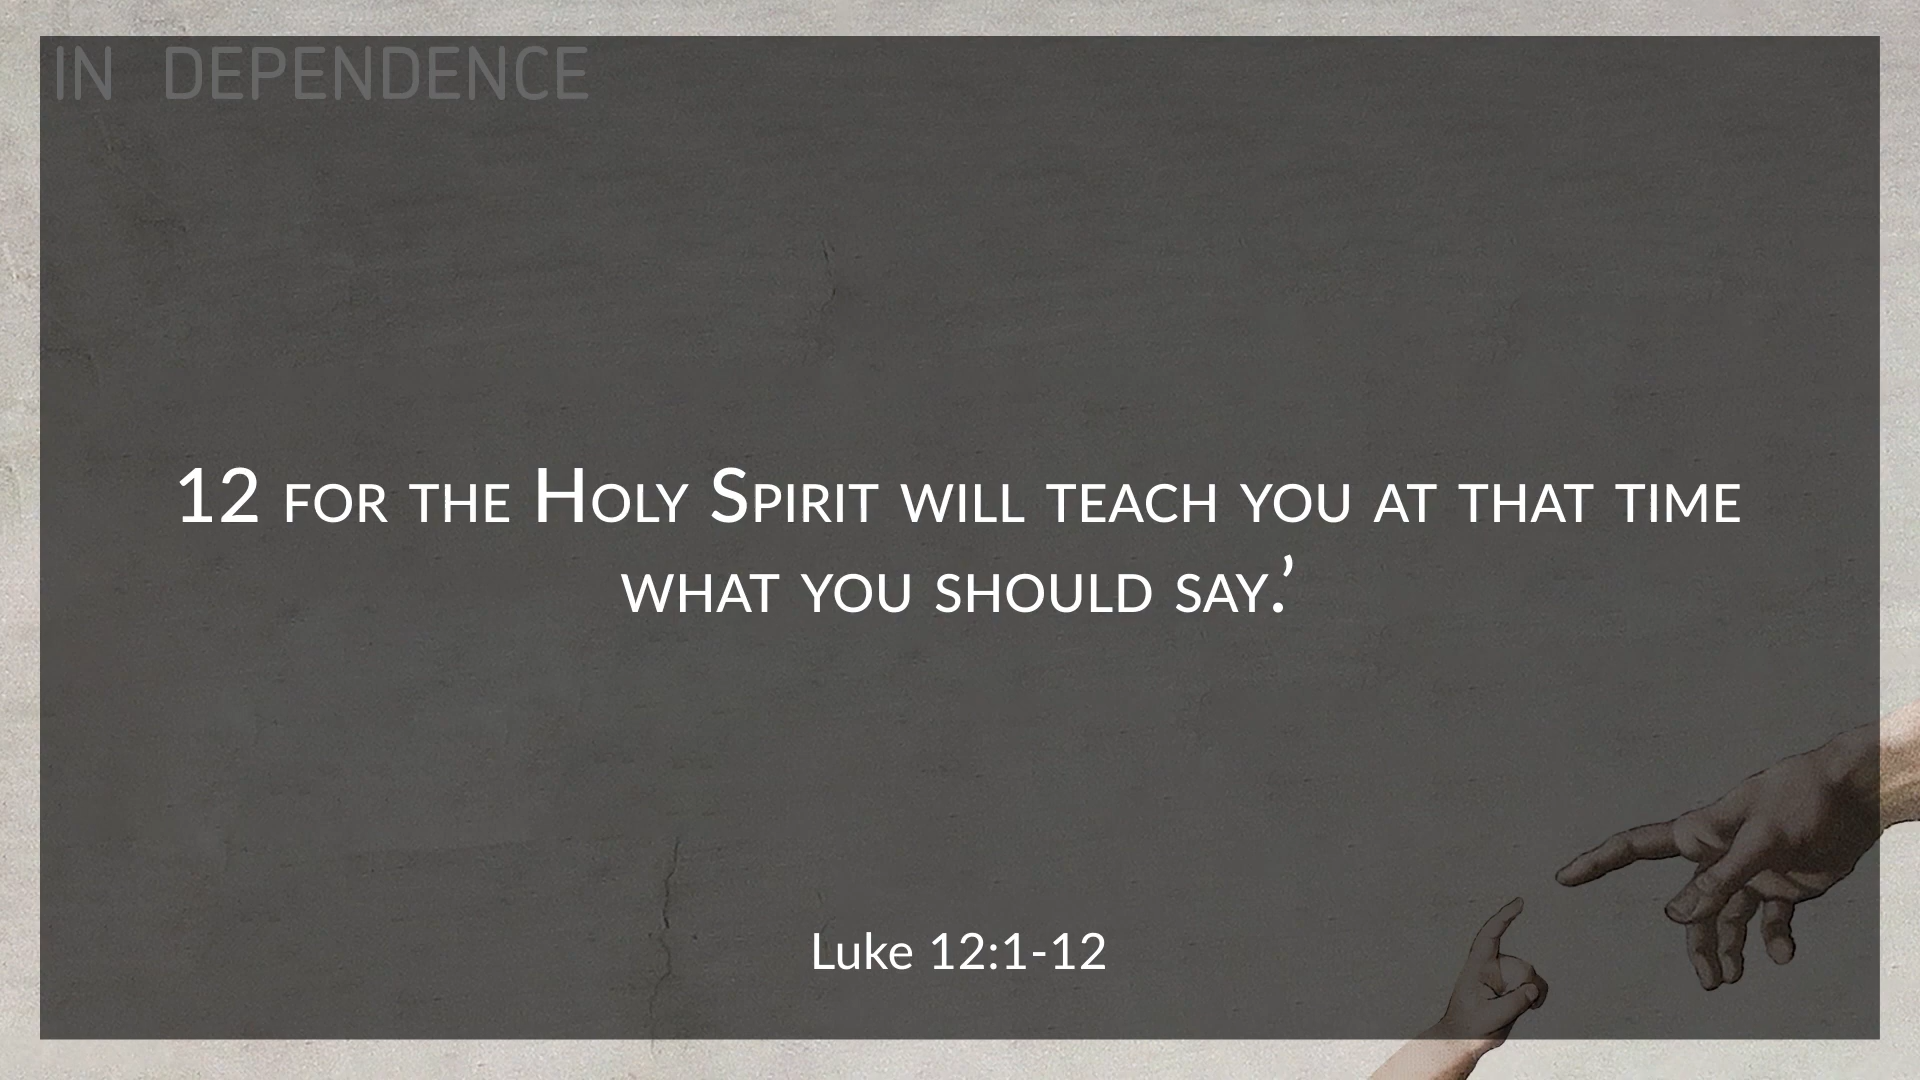 IN DEPENDENCE
12 for the Holy Spirit will teach you at that time
what you should say.’
Luke 12:1-12